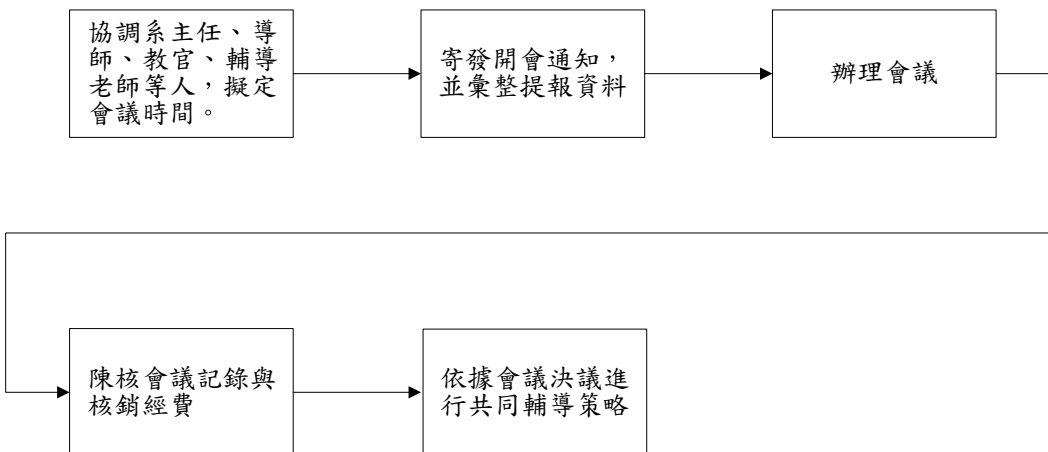 協調系主任、導
師、教官、輔導
老師等人，擬定
會議時間。
寄發開會通知，
並彙整提報資料
辦理會議
陳核會議記錄與
核銷經費
依據會議決議進
行共同輔導策略